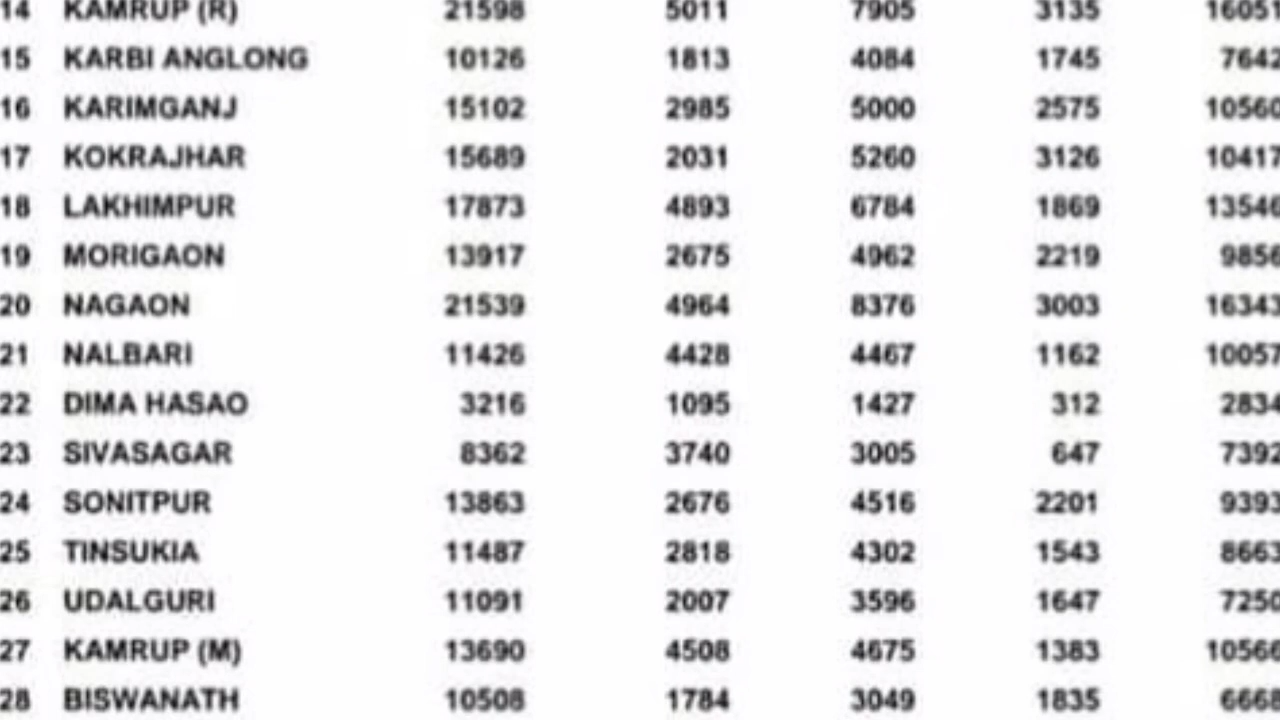 14 KAMRUP (R) 21598 5011 7905 3135 16051
15 KARBI ANGLONG 10126 1813 4084 1745 7642
16 KARIMGANJ 15102 2985 5000 2575 10560
17 KOKRAJHAR 15689 2031 5260 3126 10417
18 LAKHIMPUR 17873 4893 6784 1869 13546
19 MORIGAON 13917 2675 4962 2219 9856
20 NAGAON 21539 4964 8376 3003 16343
21 NALBARI 11426 4428 4467 1162 10057
22 DIMA HASAO 3216 1095 1427 312 2834
23 SIVASAGAR 8362 3740 3005 647 7392
24 SONITPUR 13863 2676 4516 2201 9393
25 TINSUKIA 11487 2818 4302 1543 8663
26 UDALGURI 11091 2007 3596 1647 7250
27 KAMRUP (M) 13690 4508 4675 1383 10566
28 BISWANATH 10508 1784 3049 1835 6668